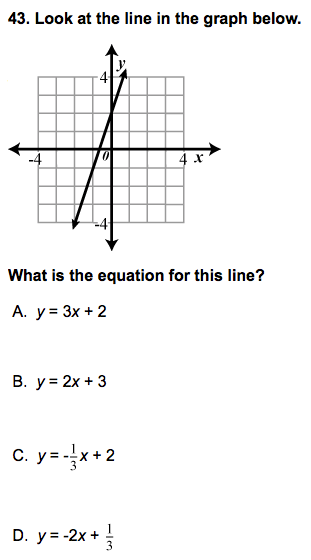 43. Look at the line in the graph below.
y
4
-4 0 4 x
-4
What is the equation for this line?
A. y = 3x + 2
B. y = 2x + 3
C. y = -1/3x + 2
D. y = -2x + 1/3